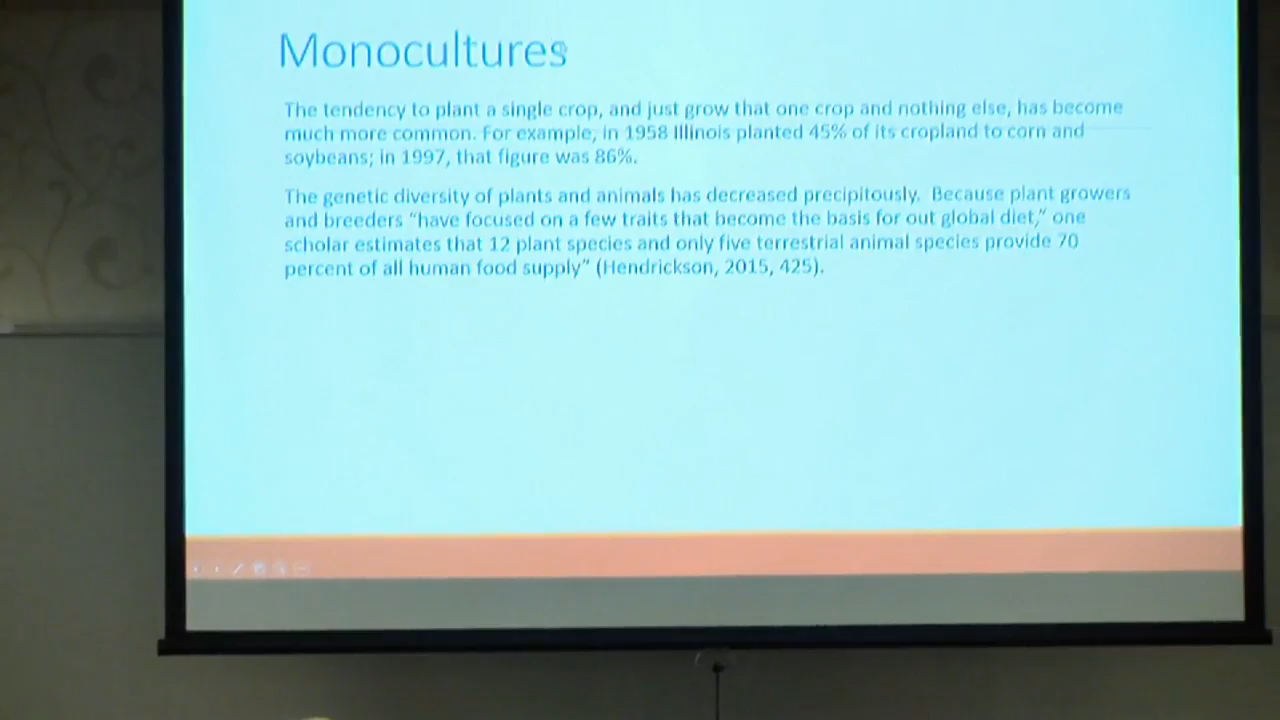 Monocultures
The tendency to plant a single crop, and just grow that one crop and nothing else, has become
much more common. For example, in 1958 Illinois planted 45% of its cropland to corn and
soybeans; in 1997, that figure was 86%.
The genetic diversity of plants and animals has decreased precipitously. Because plant growers
and breeders “have focused on a few traits that become the basis for out global diet,” one
scholar estimates that 12 plant species and only five terrestrial animal species provide 70
percent of all human food supply” (Hendrickson, 2015, 425).